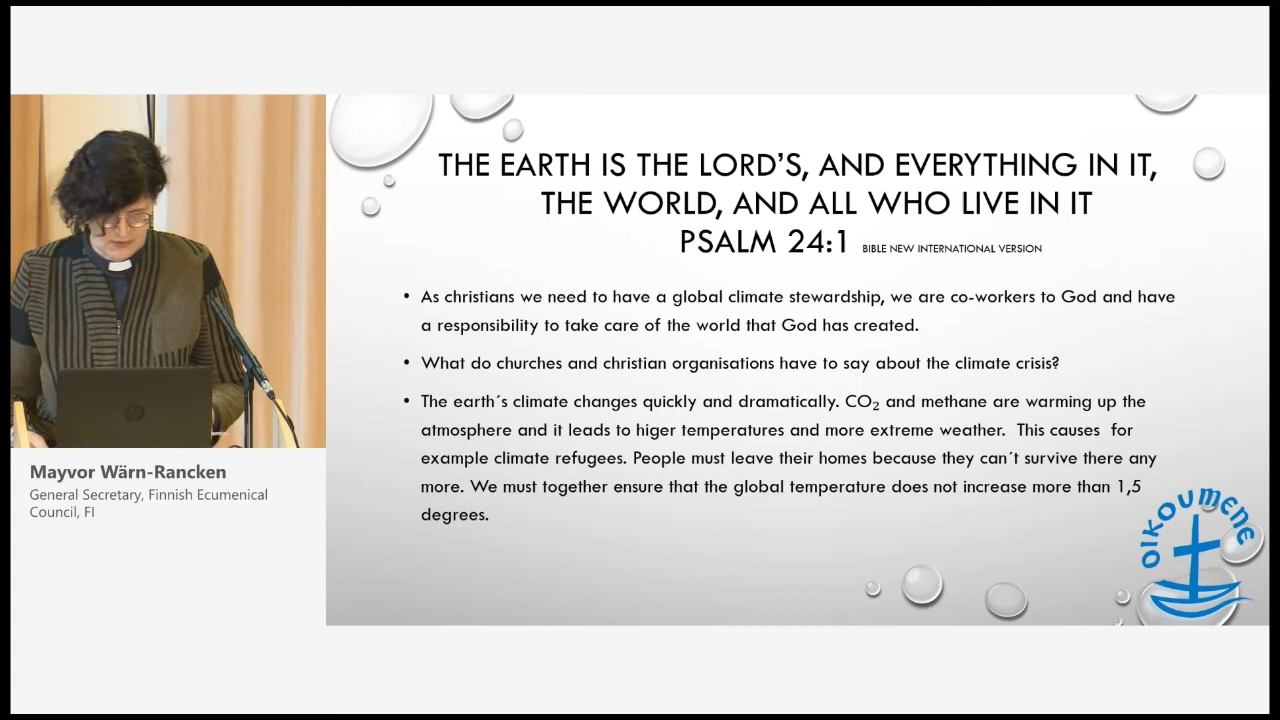 THE EARTH IS THE LORD’S, AND EVERYTHING IN IT,
THE WORLD, AND ALL WHO LIVE IN IT
PSALM 24:1 BIBLE NEW INTERNATIONAL VERSION
• As christians we need to have a global climate stewardship, we are co-workers to God and have
a responsibility to take care of the world that God has created.
• What do churches and christian organisations have to say about the climate crisis?
• The earth´s climate changes quickly and dramatically. CO₂ and methane are warming up the
atmosphere and it leads to higer temperatures and more extreme weather. This causes for
example climate refugees. People must leave their homes because they can´t survive there any
more. We must together ensure that the global temperature does not increase more than 1,5
degrees.
OIKOUMENE
Mayvor Wärn-Rancken
General Secretary, Finnish Ecumenical
Council, FI